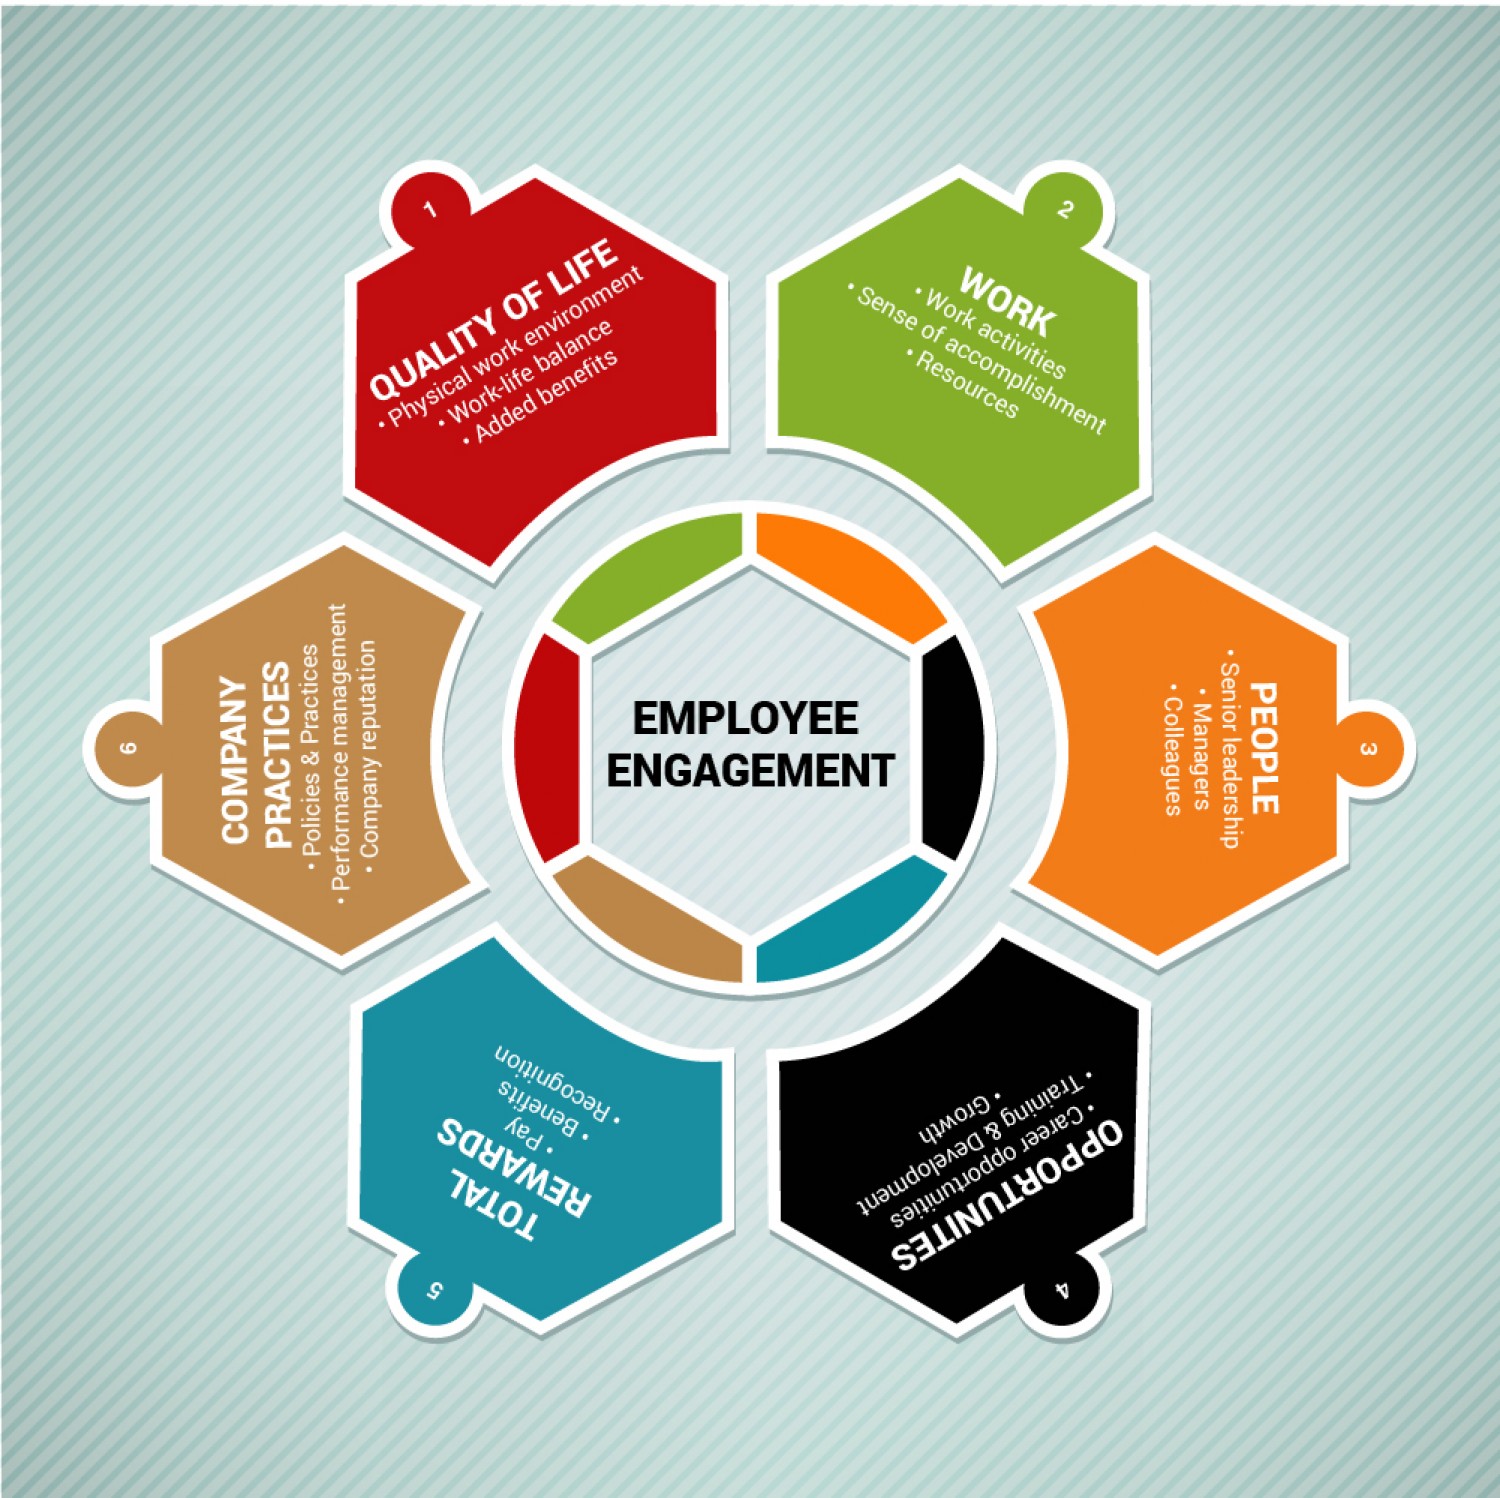 1
QUALITY OF LIFE
• Physical work environment
• Work-life balance
• Added benefits
2
WORK
• Work activities
• Sense of accomplishment
• Resources
3
PEOPLE
• Senior leadership
• Managers
• Colleagues
4
OPPORTUNITES
• Career opportunities
• Training & Development
• Growth
5
TOTAL
REWARDS
• Pay
• Benefits
• Recognition
6
COMPANY
PRACTICES
• Policies & Practices
• Performance management
• Company reputation
EMPLOYEE
ENGAGEMENT